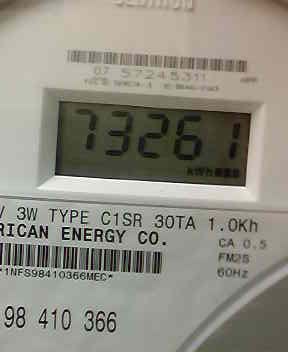 07 57245311
73261
kWh
V 3W TYPE C1SR 30TA 1.0Kh
RICAN ENERGY CO.
CA 0.5
FM2S
60Hz
*1NFS98410366MEC*
98 410 366